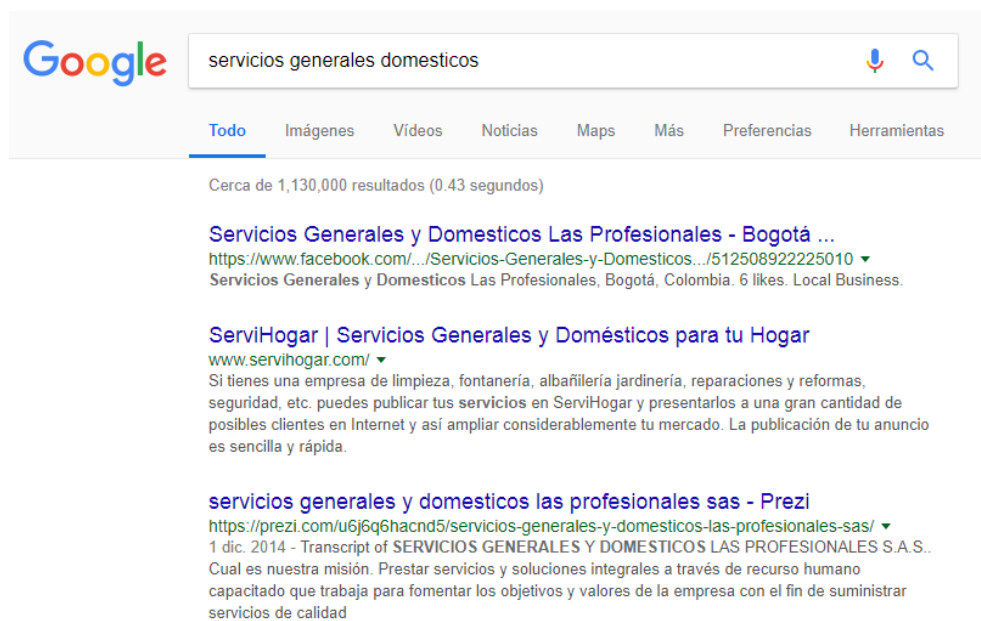 Google servicios generales domesticos
Todo Imágenes Vídeos Noticias Maps Más Preferencias Herramientas
Cerca de 1,130,000 resultados (0.43 segundos)
Servicios Generales y Domesticos Las Profesionales - Bogotá ...
https://www.facebook.com/.../Servicios-Generales-y-Domesticos.../512508922225010
Servicios Generales y Domesticos Las Profesionales, Bogotá, Colombia. 6 likes. Local Business.
ServiHogar | Servicios Generales y Domésticos para tu Hogar
www.servihogar.com/
Si tienes una empresa de limpieza, fontanería, albañilería jardinería, reparaciones y reformas,
seguridad, etc. puedes publicar tus servicios en ServiHogar y presentarlos a una gran cantidad de
posibles clientes en Internet y así ampliar considerablemente tu mercado. La publicación de tu anuncio
es sencilla y rápida.
servicios generales y domesticos las profesionales sas - Prezi
https://prezi.com/u6j6q6hacnd5/servicios-generales-y-domesticos-las-profesionales-sas/
1 dic. 2014 - Transcript of SERVICIOS GENERALES Y DOMESTICOS LAS PROFESIONALES S.A.S..
Cual es nuestra misión. Prestar servicios y soluciones integrales a través de recurso humano
capacitado que trabaja para fomentar los objetivos y valores de la empresa con el fin de suministrar
servicios de calidad